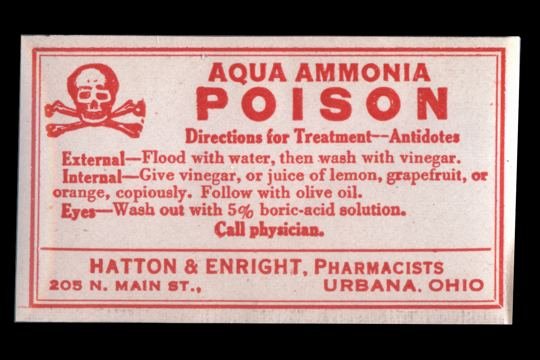 AQUA AMMONIA
POISON
Directions for Treatment--Antidotes
External—Flood with water, then wash with vinegar.
Internal—Give vinegar, or juice of lemon, grapefruit, or
orange, copiously. Follow with olive oil.
Eyes—Wash out with 5% boric-acid solution.
Call physician.
HATTON & ENRIGHT, PHARMACISTS
205 N. MAIN ST., URBANA, OHIO